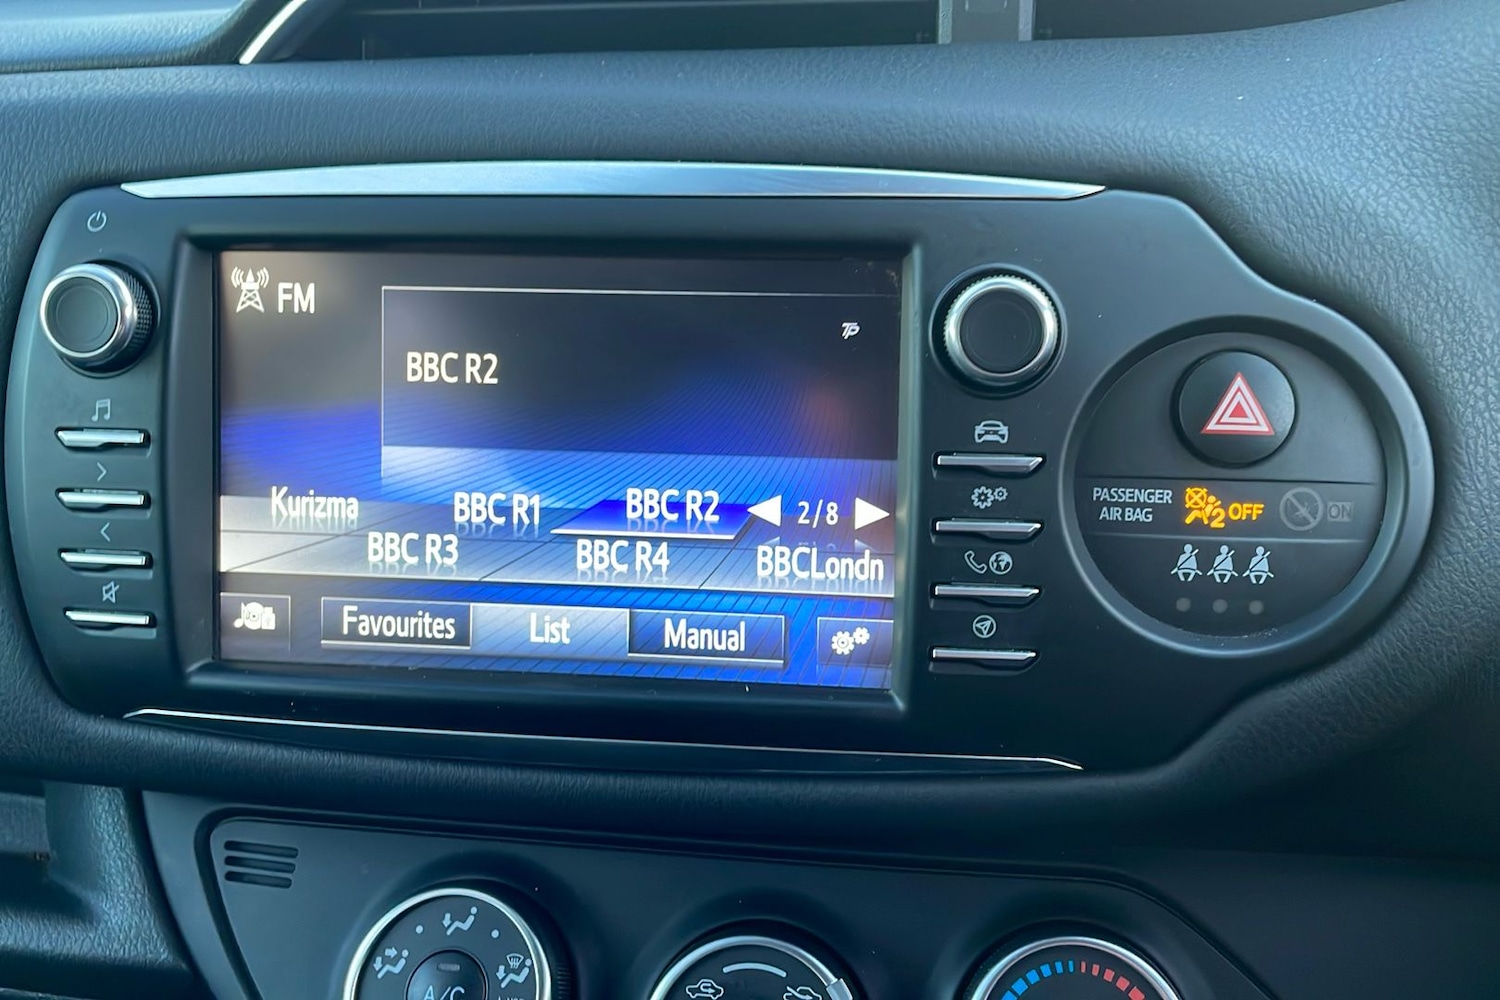 FM
TP
BBC R2
Kurizma BBC R1 BBC R2 2/8
BBC R3 BBC R4 BBCLondn
Favourites List Manual
PASSENGER
AIR BAG
2 OFF
ON
A/C